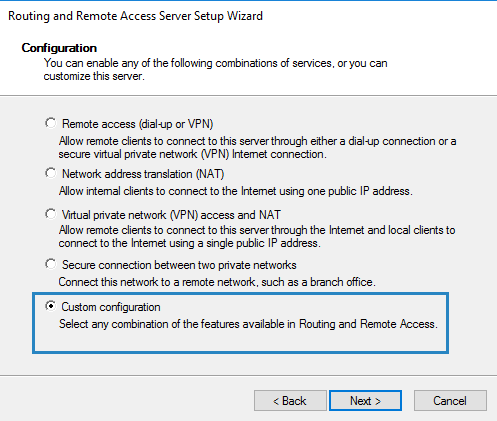 Routing and Remote Access Server Setup Wizard
Configuration
You can enable any of the following combinations of services, or you can
customize this server.
Remote access (dial-up or VPN)
Allow remote clients to connect to this server through either a dial-up connection or a
secure virtual private network (VPN) Internet connection.
Network address translation (NAT)
Allow internal clients to connect to the Internet using one public IP address.
Virtual private network (VPN) access and NAT
Allow remote clients to connect to this server through the Internet and local clients to
connect to the Internet using a single public IP address.
Secure connection between two private networks
Connect this network to a remote network, such as a branch office.
Custom configuration
Select any combination of the features available in Routing and Remote Access.
< Back
Next >
Cancel